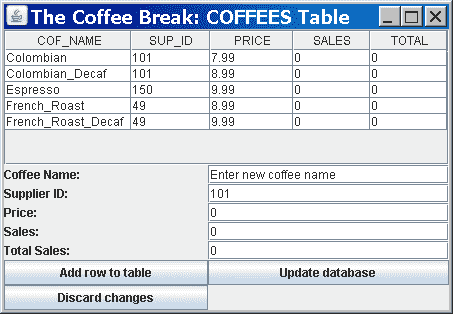 The Coffee Break: COFFEES Table
COF_NAME SUP_ID PRICE SALES TOTAL
Colombian 101 7.99 0 0
Colombian_Decaf 101 8.99 0 0
Espresso 150 9.99 0 0
French_Roast 49 8.99 0 0
French_Roast_Decaf 49 9.99 0 0
Coffee Name: Enter new coffee name
Supplier ID: 101
Price: 0
Sales: 0
Total Sales: 0
Add row to table Update database
Discard changes